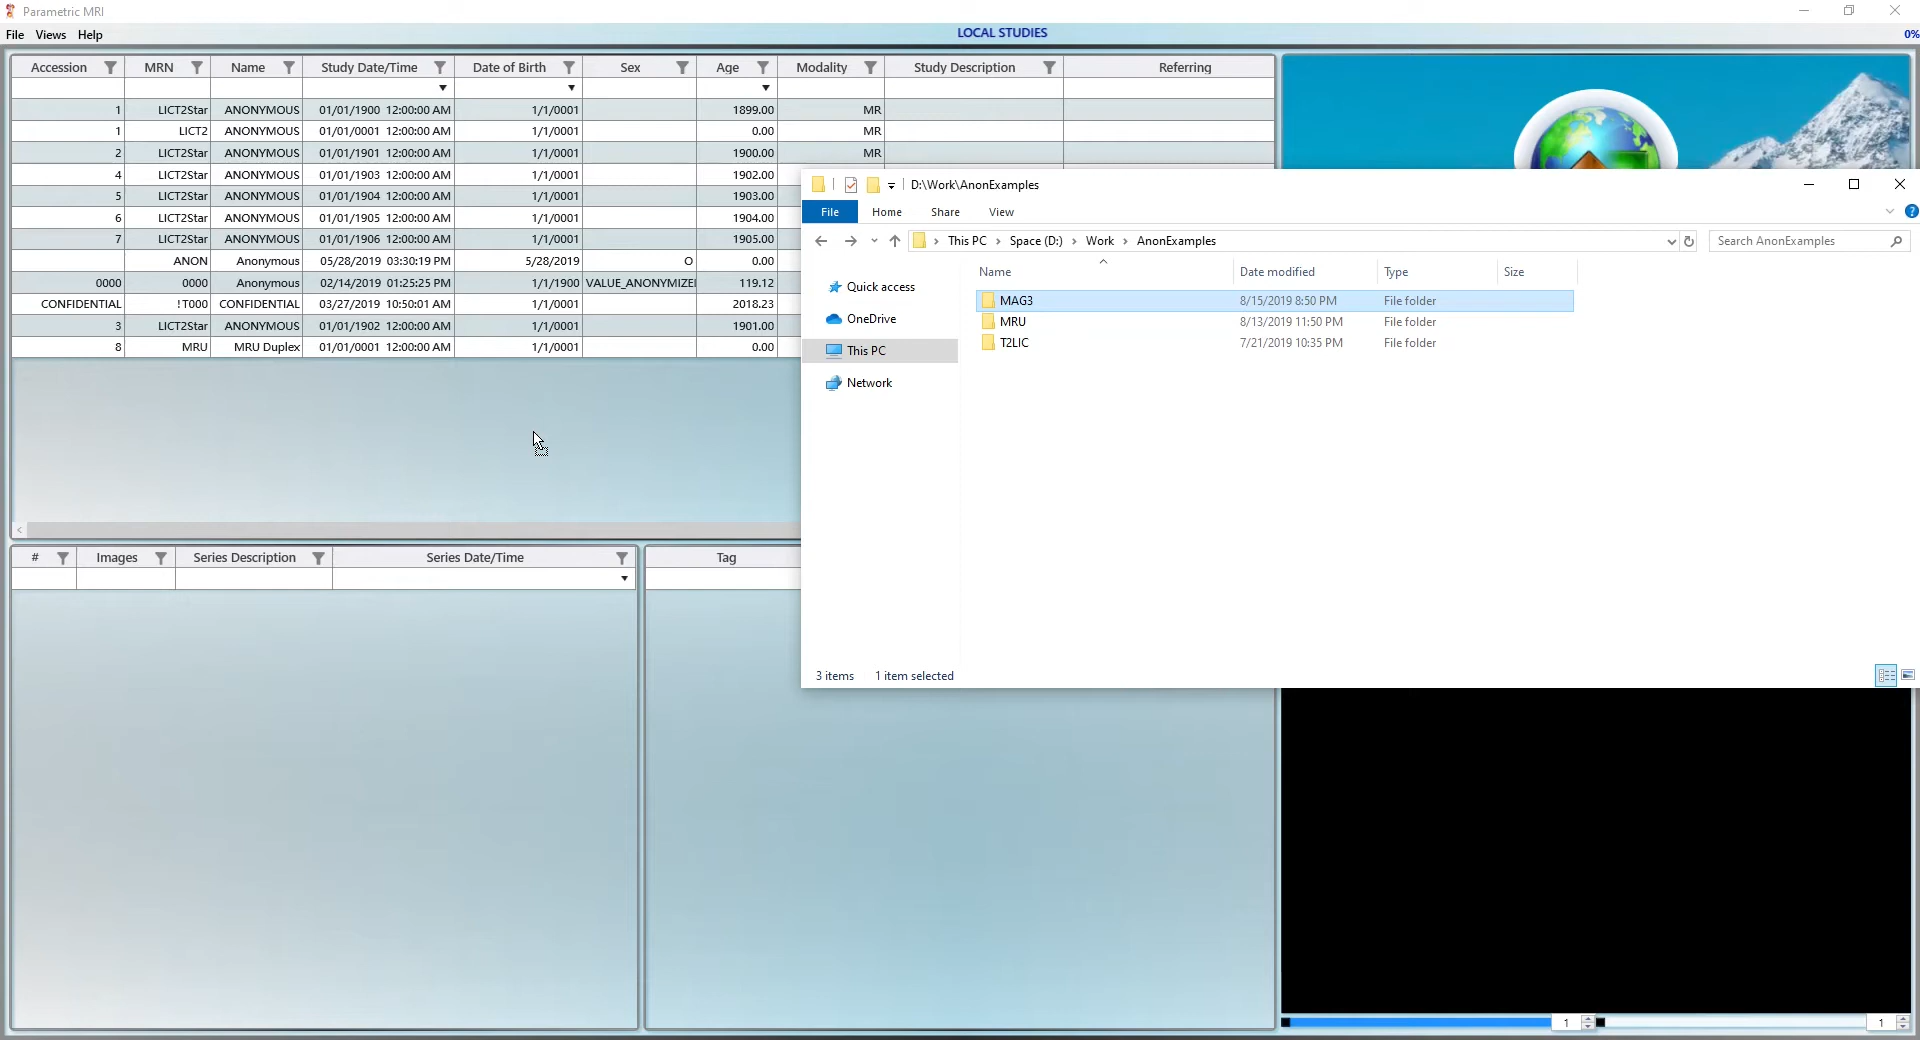 Parametric MRI
File Views Help
LOCAL STUDIES
0%
Accession MRN Name Study Date/Time Date of Birth Sex Age Modality Study Description Referring
1 LICT2Star ANONYMOUS 01/01/1900 12:00:00 AM 1/1/0001 1899.00 MR
1 LICT2 ANONYMOUS 01/01/0001 12:00:00 AM 1/1/0001 0.00 MR
2 LICT2Star ANONYMOUS 01/01/1901 12:00:00 AM 1/1/0001 1900.00 MR
4 LICT2Star ANONYMOUS 01/01/1903 12:00:00 AM 1/1/0001 1902.00
5 LICT2Star ANONYMOUS 01/01/1904 12:00:00 AM 1/1/0001 1903.00
6 LICT2Star ANONYMOUS 01/01/1905 12:00:00 AM 1/1/0001 1904.00
7 LICT2Star ANONYMOUS 01/01/1906 12:00:00 AM 1/1/0001 1905.00
ANON Anonymous 05/28/2019 03:30:19 PM 5/28/2019 O 0.00
0000 0000 Anonymous 02/14/2019 01:25:25 PM 1/1/1900 VALUE_ANONYMIZE 119.12
CONFIDENTIAL !T000 CONFIDENTIAL 03/27/2019 10:50:01 AM 1/1/0001 2018.23
3 LICT2Star ANONYMOUS 01/01/1902 12:00:00 AM 1/1/0001 1901.00
8 MRU MRU Duplex 01/01/0001 12:00:00 AM 1/1/0001 0.00
D:\Work\AnonExamples
File Home Share View
This PC Space (D:) Work AnonExamples
Search AnonExamples
Quick access
OneDrive
This PC
Network
Name Date modified Type Size
MAG3 8/15/2019 8:50 PM File folder
MRU 8/13/2019 11:50 PM File folder
T2LIC 7/21/2019 10:35 PM File folder
3 items 1 item selected
# Images Series Description Series Date/Time
Tag
1
1